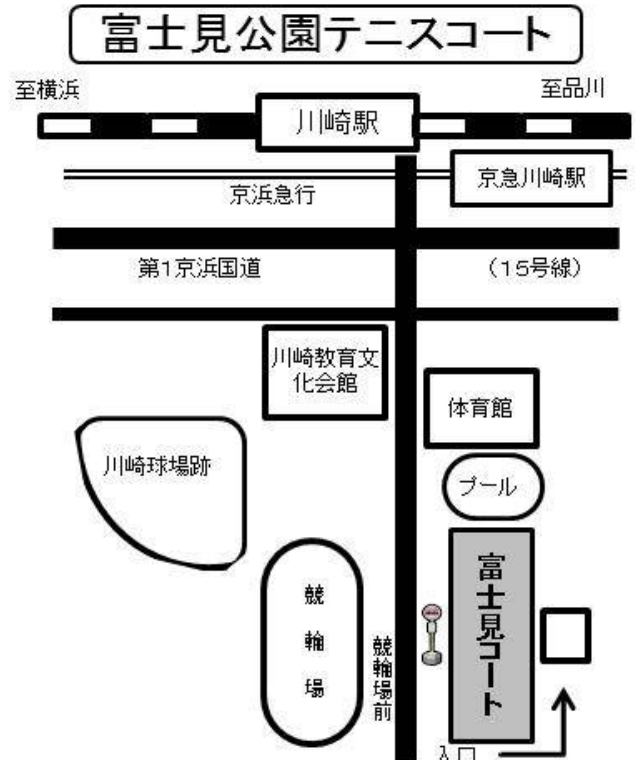 富士見公園テニスコート
至横浜
至品川
川崎駅
京急川崎駅
京浜急行
第1京浜国道
(15号線)
川崎教育文
化会館
体育館
川崎球場跡
プール
富士見コート
競輪場
競輪場前
入口